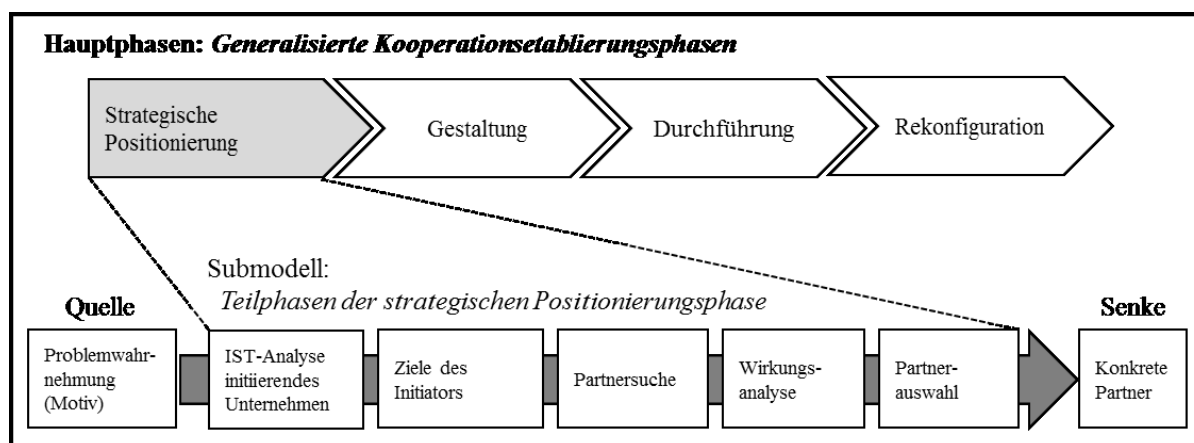 Hauptphasen: Generalisierte Kooperationsetablierungsphasen
Strategische
Positionierung
Gestaltung
Durchführung
Rekonfiguration
Submodell:
Teilphasen der strategischen Positionierungsphase
Quelle
Senke
Problemwahr-
nehmung
(Motiv)
IST-Analyse
initiierendes
Unternehmen
Ziele des
Initiators
Partnersuche
Wirkungs-
analyse
Partner-
auswahl
Konkrete
Partner